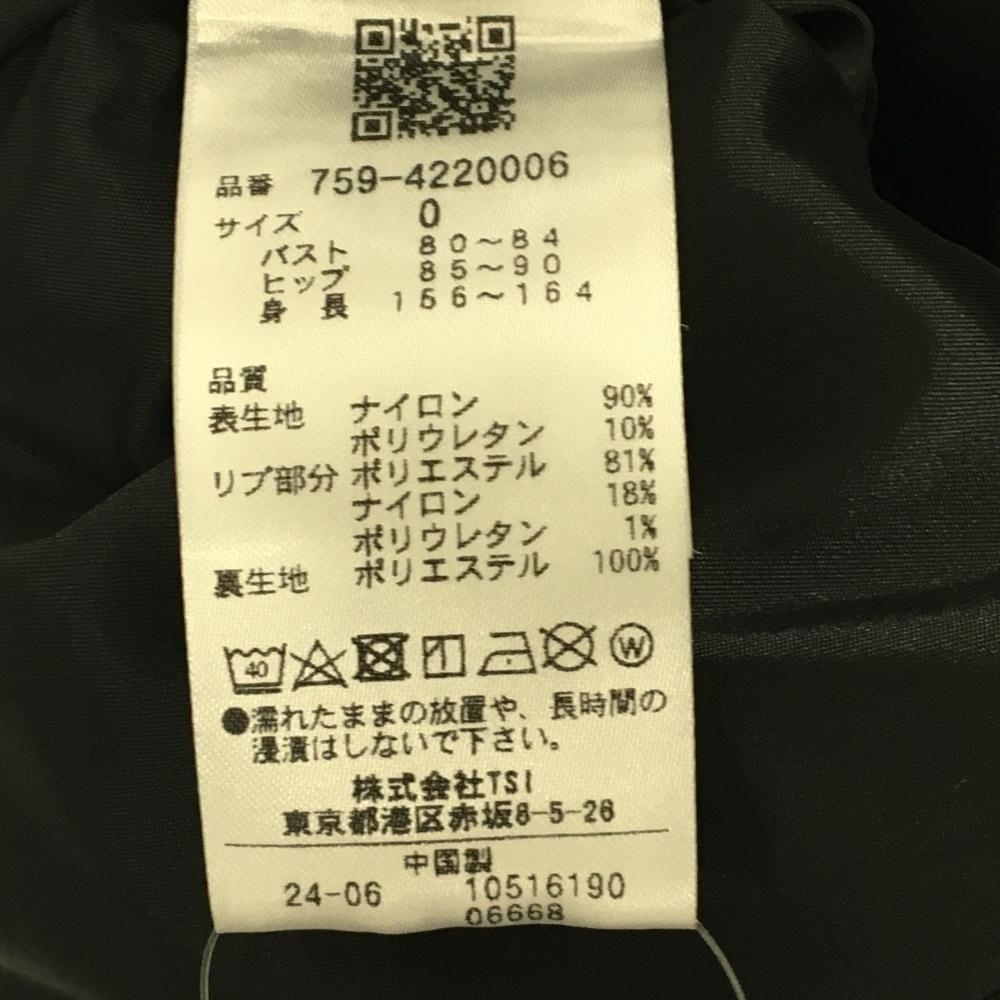 品番 759-4220006
サイズ 0
バスト 80～84
ヒップ 85～90
身長 156～164
品質
表生地 ナイロン 90%
ポリウレタン 10%
リブ部分 ポリエステル 81%
ナイロン 18%
ポリウレタン 1%
裏生地 ポリエステル 100%
40 W
●濡れたままの放置や、長時間の
浸漬はしないで下さい。
株式会社TSI
東京都港区赤坂8-5-26
中国製
24-06 10516190
06668